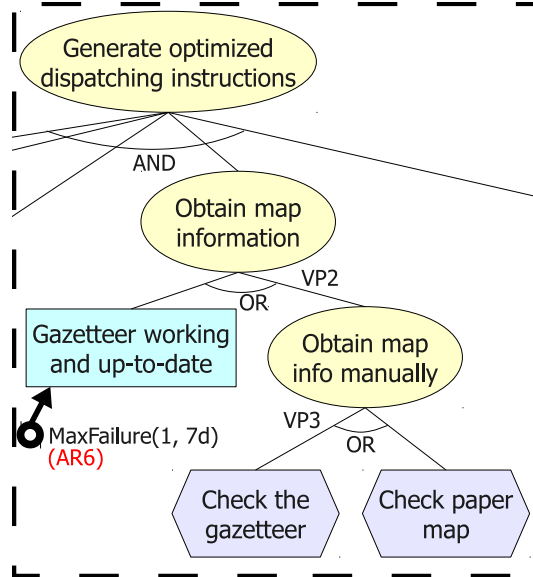 Generate optimized
dispatching instructions
AND
Obtain map
information
VP2
OR
Gazetteer working
and up-to-date
Obtain map
info manually
MaxFailure(1, 7d)
(AR6)
VP3
OR
Check the
gazetteer
Check paper
map